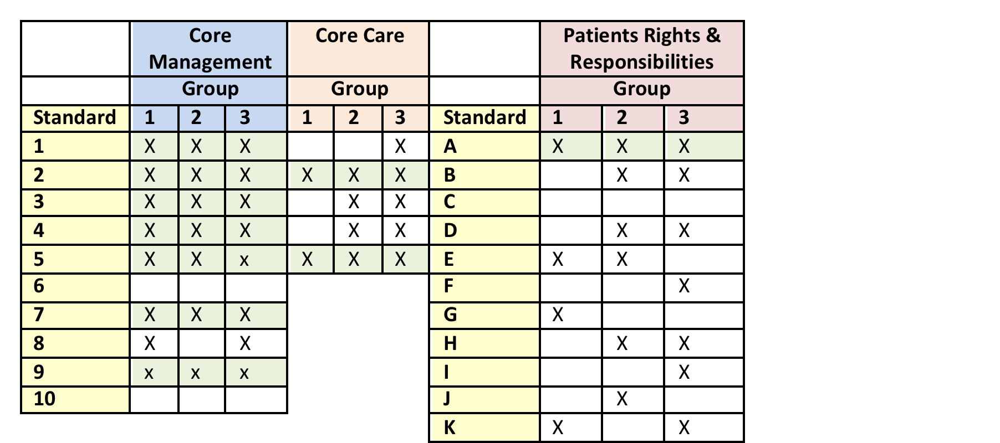 Core Management Core Care Patients Rights & Responsibilities
Group Group Group
Standard 1 2 3 1 2 3 Standard 1 2 3
1 X X X X A X X X
2 X X X X X X B X X
3 X X X X X C
4 X X X X X D X X
5 X X x X X X E X X
6 F X
7 X X X G X
8 X X H X X
9 x x x I X
10 J X
K X X